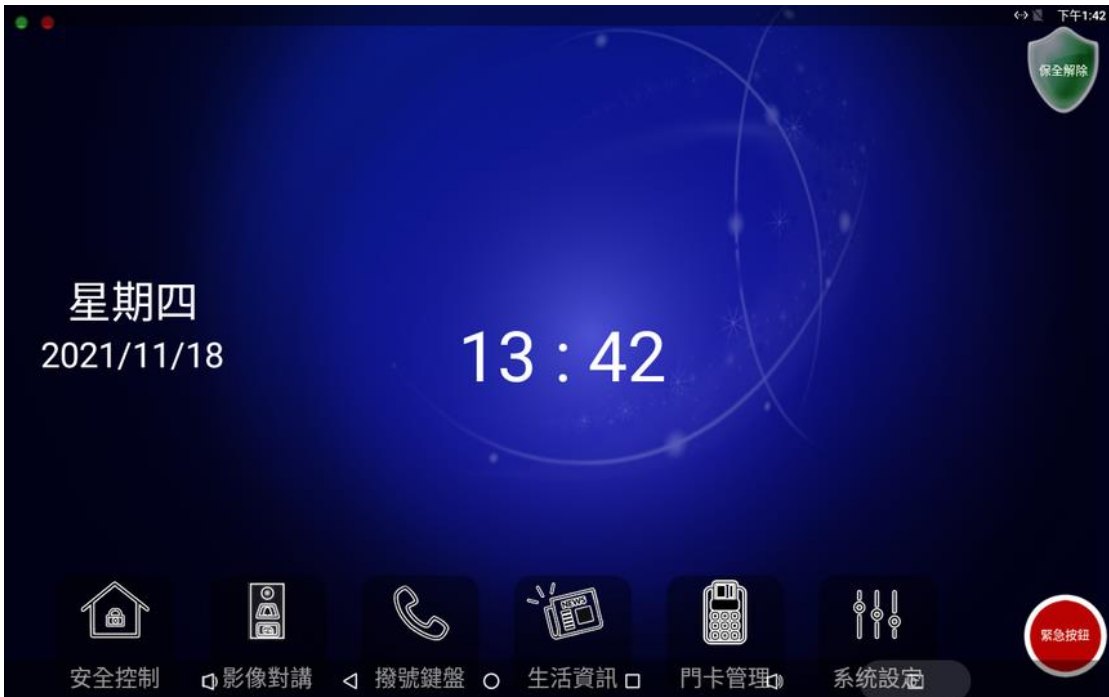 下午1:42
保全解除
星期四
2021/11/18
13 : 42
NEWS
安全控制
影像對講
撥號鍵盤
生活資訊
門卡管理
系統設定
緊急按鈕